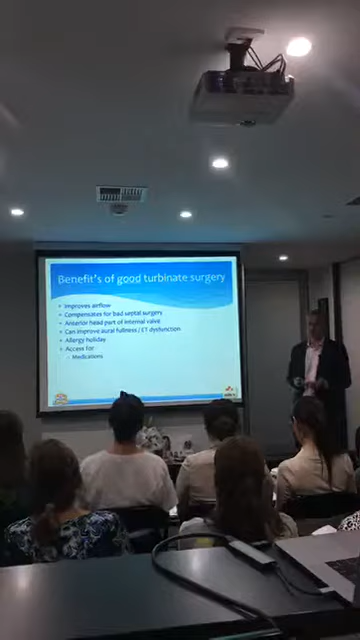 Benefit's of good turbinate surgery
Improves airflow
Compensates for bad septal surgery
Anterior head part of internal valve
Can improve aural fullness / ET dysfunction
Allergy holiday
Access for
Medications